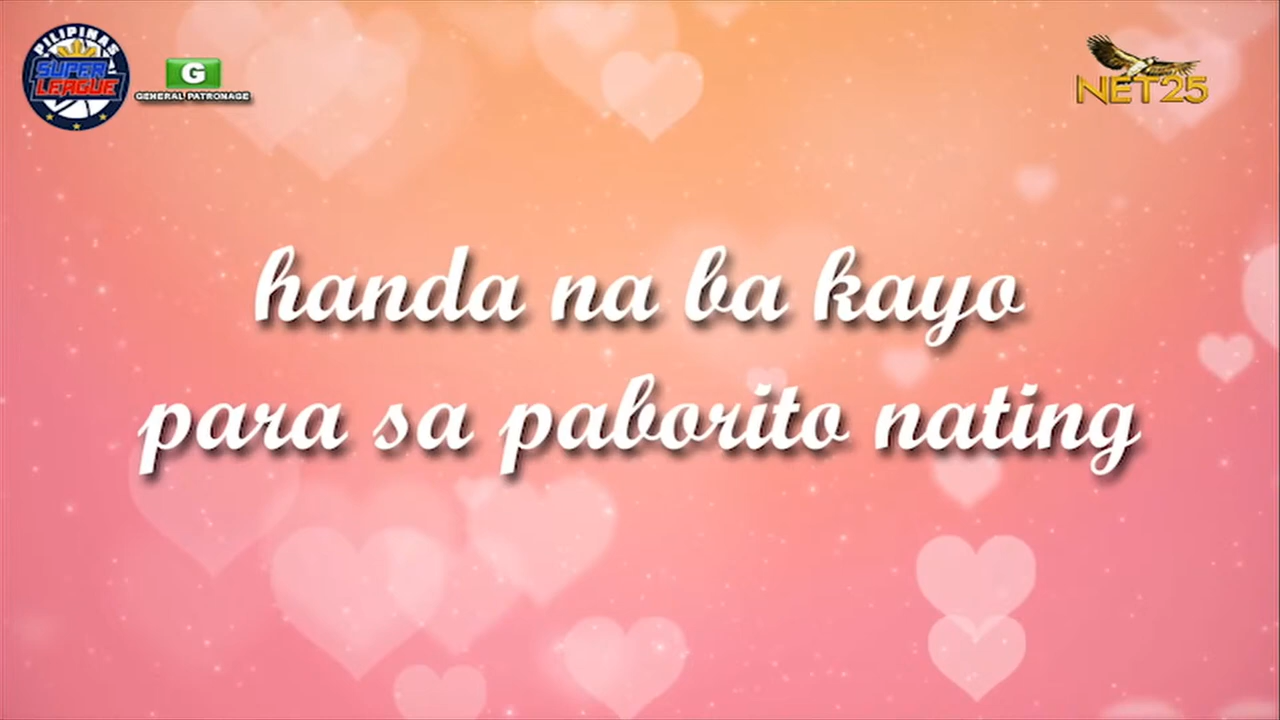 PILIPINAS
SUPER
LEAGUE
G
GENERAL PATRONAGE
NET25
handa na ba kayo
para sa paborito nating